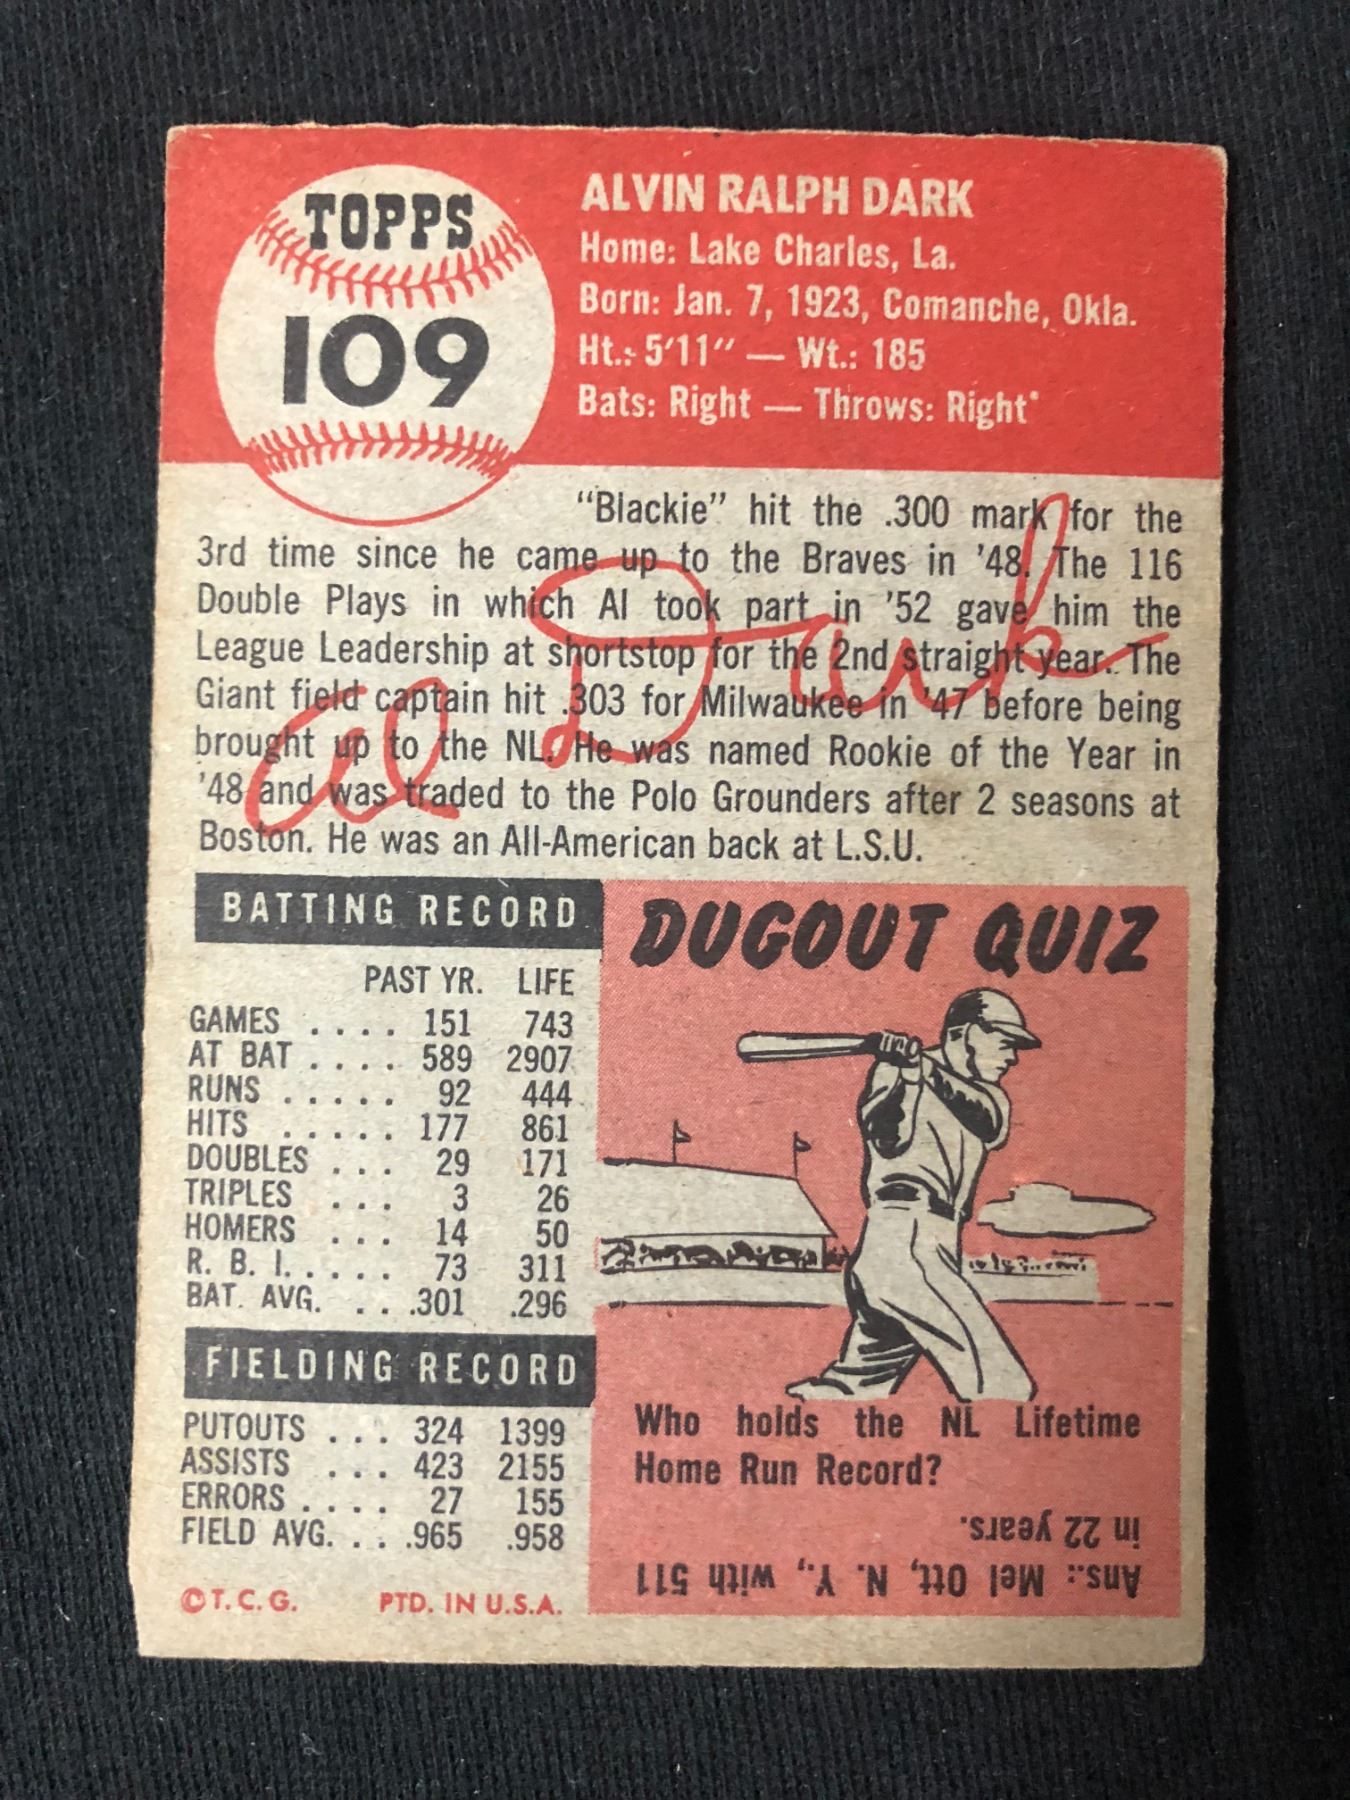 TOPPS
109
ALVIN RALPH DARK
Home: Lake Charles, La.
Born: Jan. 7, 1923, Comanche, Okla.
Ht.: 5'11" — Wt.: 185
Bats: Right — Throws: Right
"Blackie" hit the .300 mark for the
3rd time since he came up to the Braves in '48. The 116
Double Plays in which Al took part in '52 gave him the
League Leadership at shortstop for the 2nd straight year. The
Giant field captain hit .303 for Milwaukee in '47 before being
brought up to the NL. He was named Rookie of the Year in
'48 and was traded to the Polo Grounders after 2 seasons at
Boston. He was an All-American back at L.S.U.
Al Dark
BATTING RECORD
PAST YR. LIFE
GAMES .... 151 743
AT BAT .... 589 2907
RUNS ..... 92 444
HITS ..... 177 861
DOUBLES ... 29 171
TRIPLES ... 3 26
HOMERS ... 14 50
R. B. I. .... 73 311
BAT. AVG. ... .301 .296
FIELDING RECORD
PUTOUTS ... 324 1399
ASSISTS ... 423 2155
ERRORS .... 27 155
FIELD AVG. ... .965 .958
© T. C. G. PTD. IN U.S.A.
DUGOUT QUIZ
Who holds the NL Lifetime
Home Run Record?
Ans.: Mel Ott, N. Y., with 511
in 22 years.